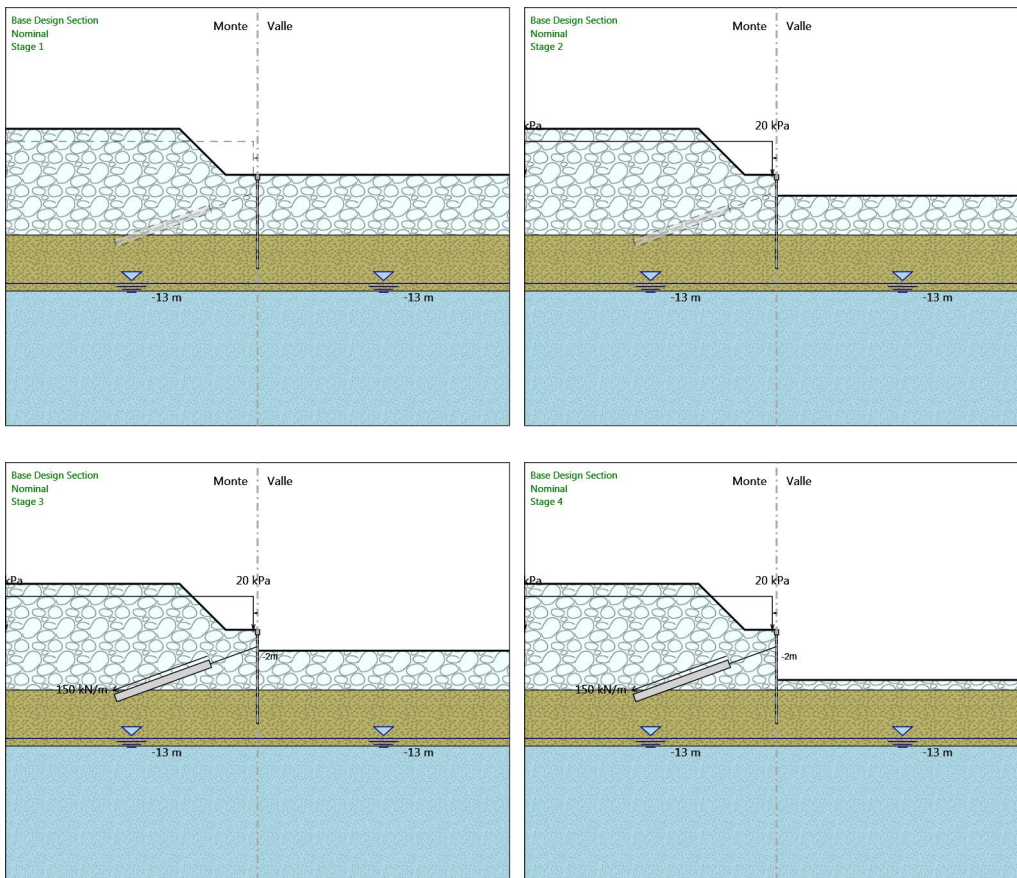 Base Design Section
Nominal
Stage 1
Monte Valle
-13 m -13 m
Base Design Section
Nominal
Stage 2
Monte Valle
kPa 20 kPa
-13 m -13 m
Base Design Section
Nominal
Stage 3
Monte Valle
kPa 20 kPa
-2m
150 kN/m
-13 m -13 m
Base Design Section
Nominal
Stage 4
Monte Valle
kPa 20 kPa
-2m
150 kN/m
-13 m -13 m